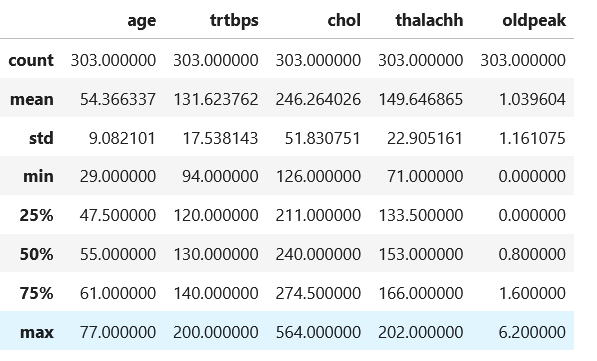 age trtbps chol thalachh oldpeak
count 303.000000 303.000000 303.000000 303.000000 303.000000
mean 54.366337 131.623762 246.264026 149.646865 1.039604
std 9.082101 17.538143 51.830751 22.905161 1.161075
min 29.000000 94.000000 126.000000 71.000000 0.000000
25% 47.500000 120.000000 211.000000 133.500000 0.000000
50% 55.000000 130.000000 240.000000 153.000000 0.800000
75% 61.000000 140.000000 274.500000 166.000000 1.600000
max 77.000000 200.000000 564.000000 202.000000 6.200000